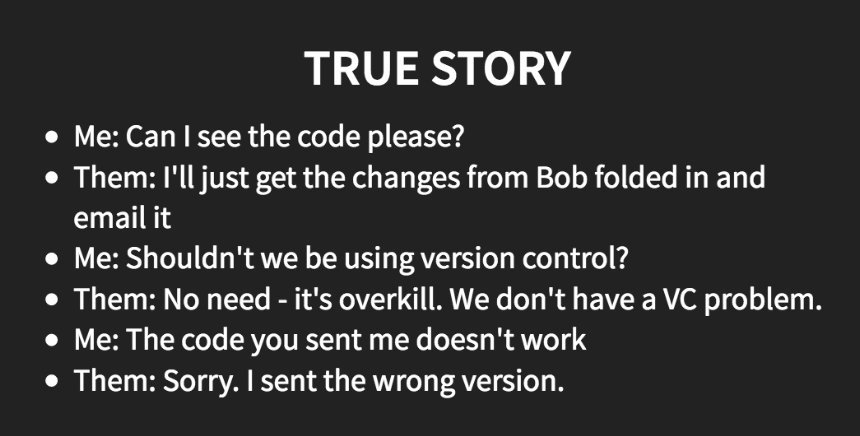 TRUE STORY
• Me: Can I see the code please?
• Them: I'll just get the changes from Bob folded in and
email it
• Me: Shouldn't we be using version control?
• Them: No need - it's overkill. We don't have a VC problem.
• Me: The code you sent me doesn't work
• Them: Sorry. I sent the wrong version.